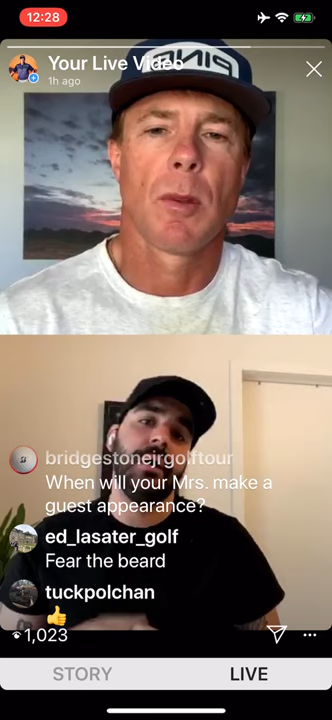 12:28
Your Live Video
1h ago
PING
bridgestonejrgolftour
When will your Mrs. make a
guest appearance?
ed_lasater_golf
Fear the beard
tuckpolchan
👍
1,023
STORY
LIVE